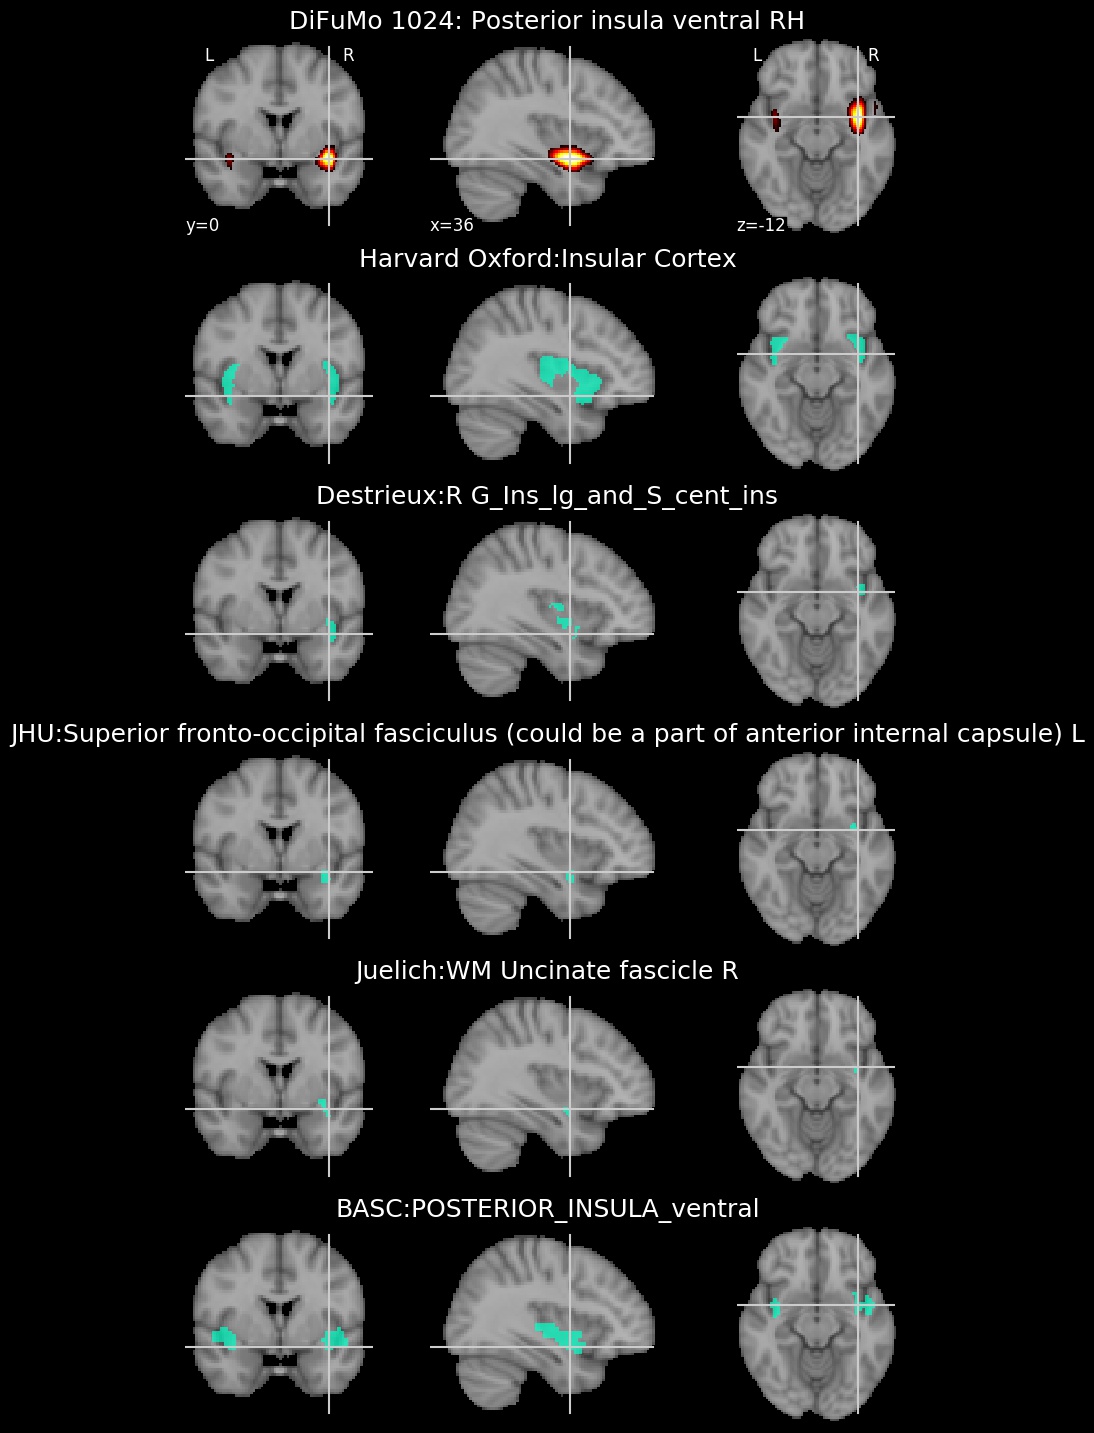 DiFuMo 1024: Posterior insula ventral RH
L R L R
y=0 x=36 z=-12
Harvard Oxford:Insular Cortex
Destrieux:R G_Ins_lg_and_S_cent_ins
JHU:Superior fronto-occipital fasciculus (could be a part of anterior internal capsule) L
Juelich:WM Uncinate fascicle R
BASC:POSTERIOR_INSULA_ventral